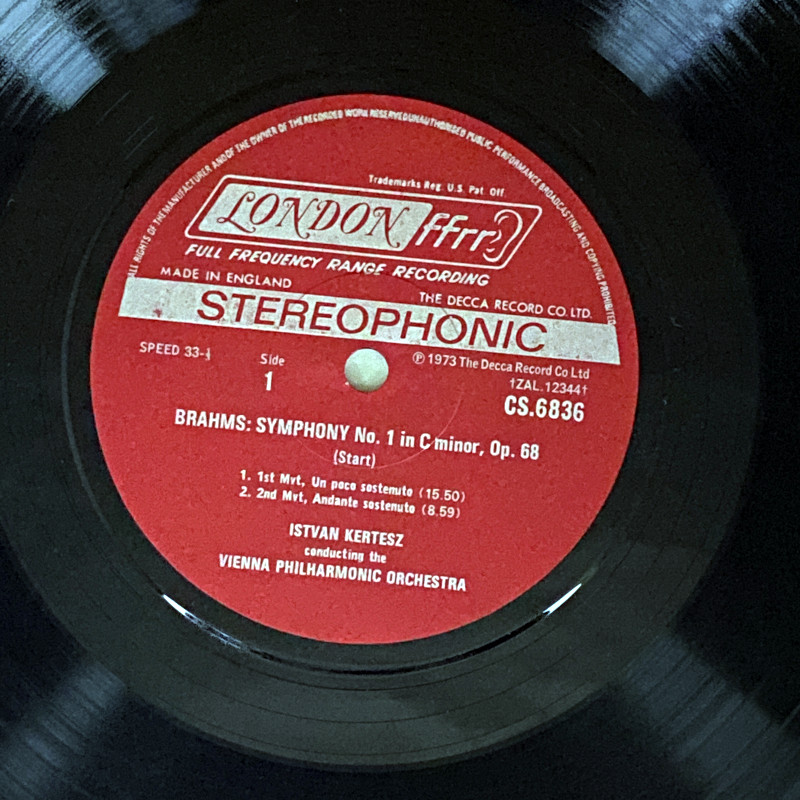 ALL RIGHTS OF THE MANUFACTURER AND OF THE OWNER OF THE RECORDED WORK RESERVED UNAUTHORISED PUBLIC PERFORMANCE BROADCASTING AND COPYING PROHIBITED
Trademarks Reg. U.S. Pat. Off
LONDON ffrr
FULL FREQUENCY RANGE RECORDING
MADE IN ENGLAND
THE DECCA RECORD CO. LTD.
STEREOPHONIC
SPEED 33-⅓
Side
1
℗ 1973 The Decca Record Co Ltd
†ZAL.12344†
CS.6836
BRAHMS: SYMPHONY No. 1 in C minor, Op. 68
(Start)
1. 1st Mvt, Un poco sostenuto (15.50)
2. 2nd Mvt, Andante sostenuto (8.59)
ISTVAN KERTESZ
conducting the
VIENNA PHILHARMONIC ORCHESTRA